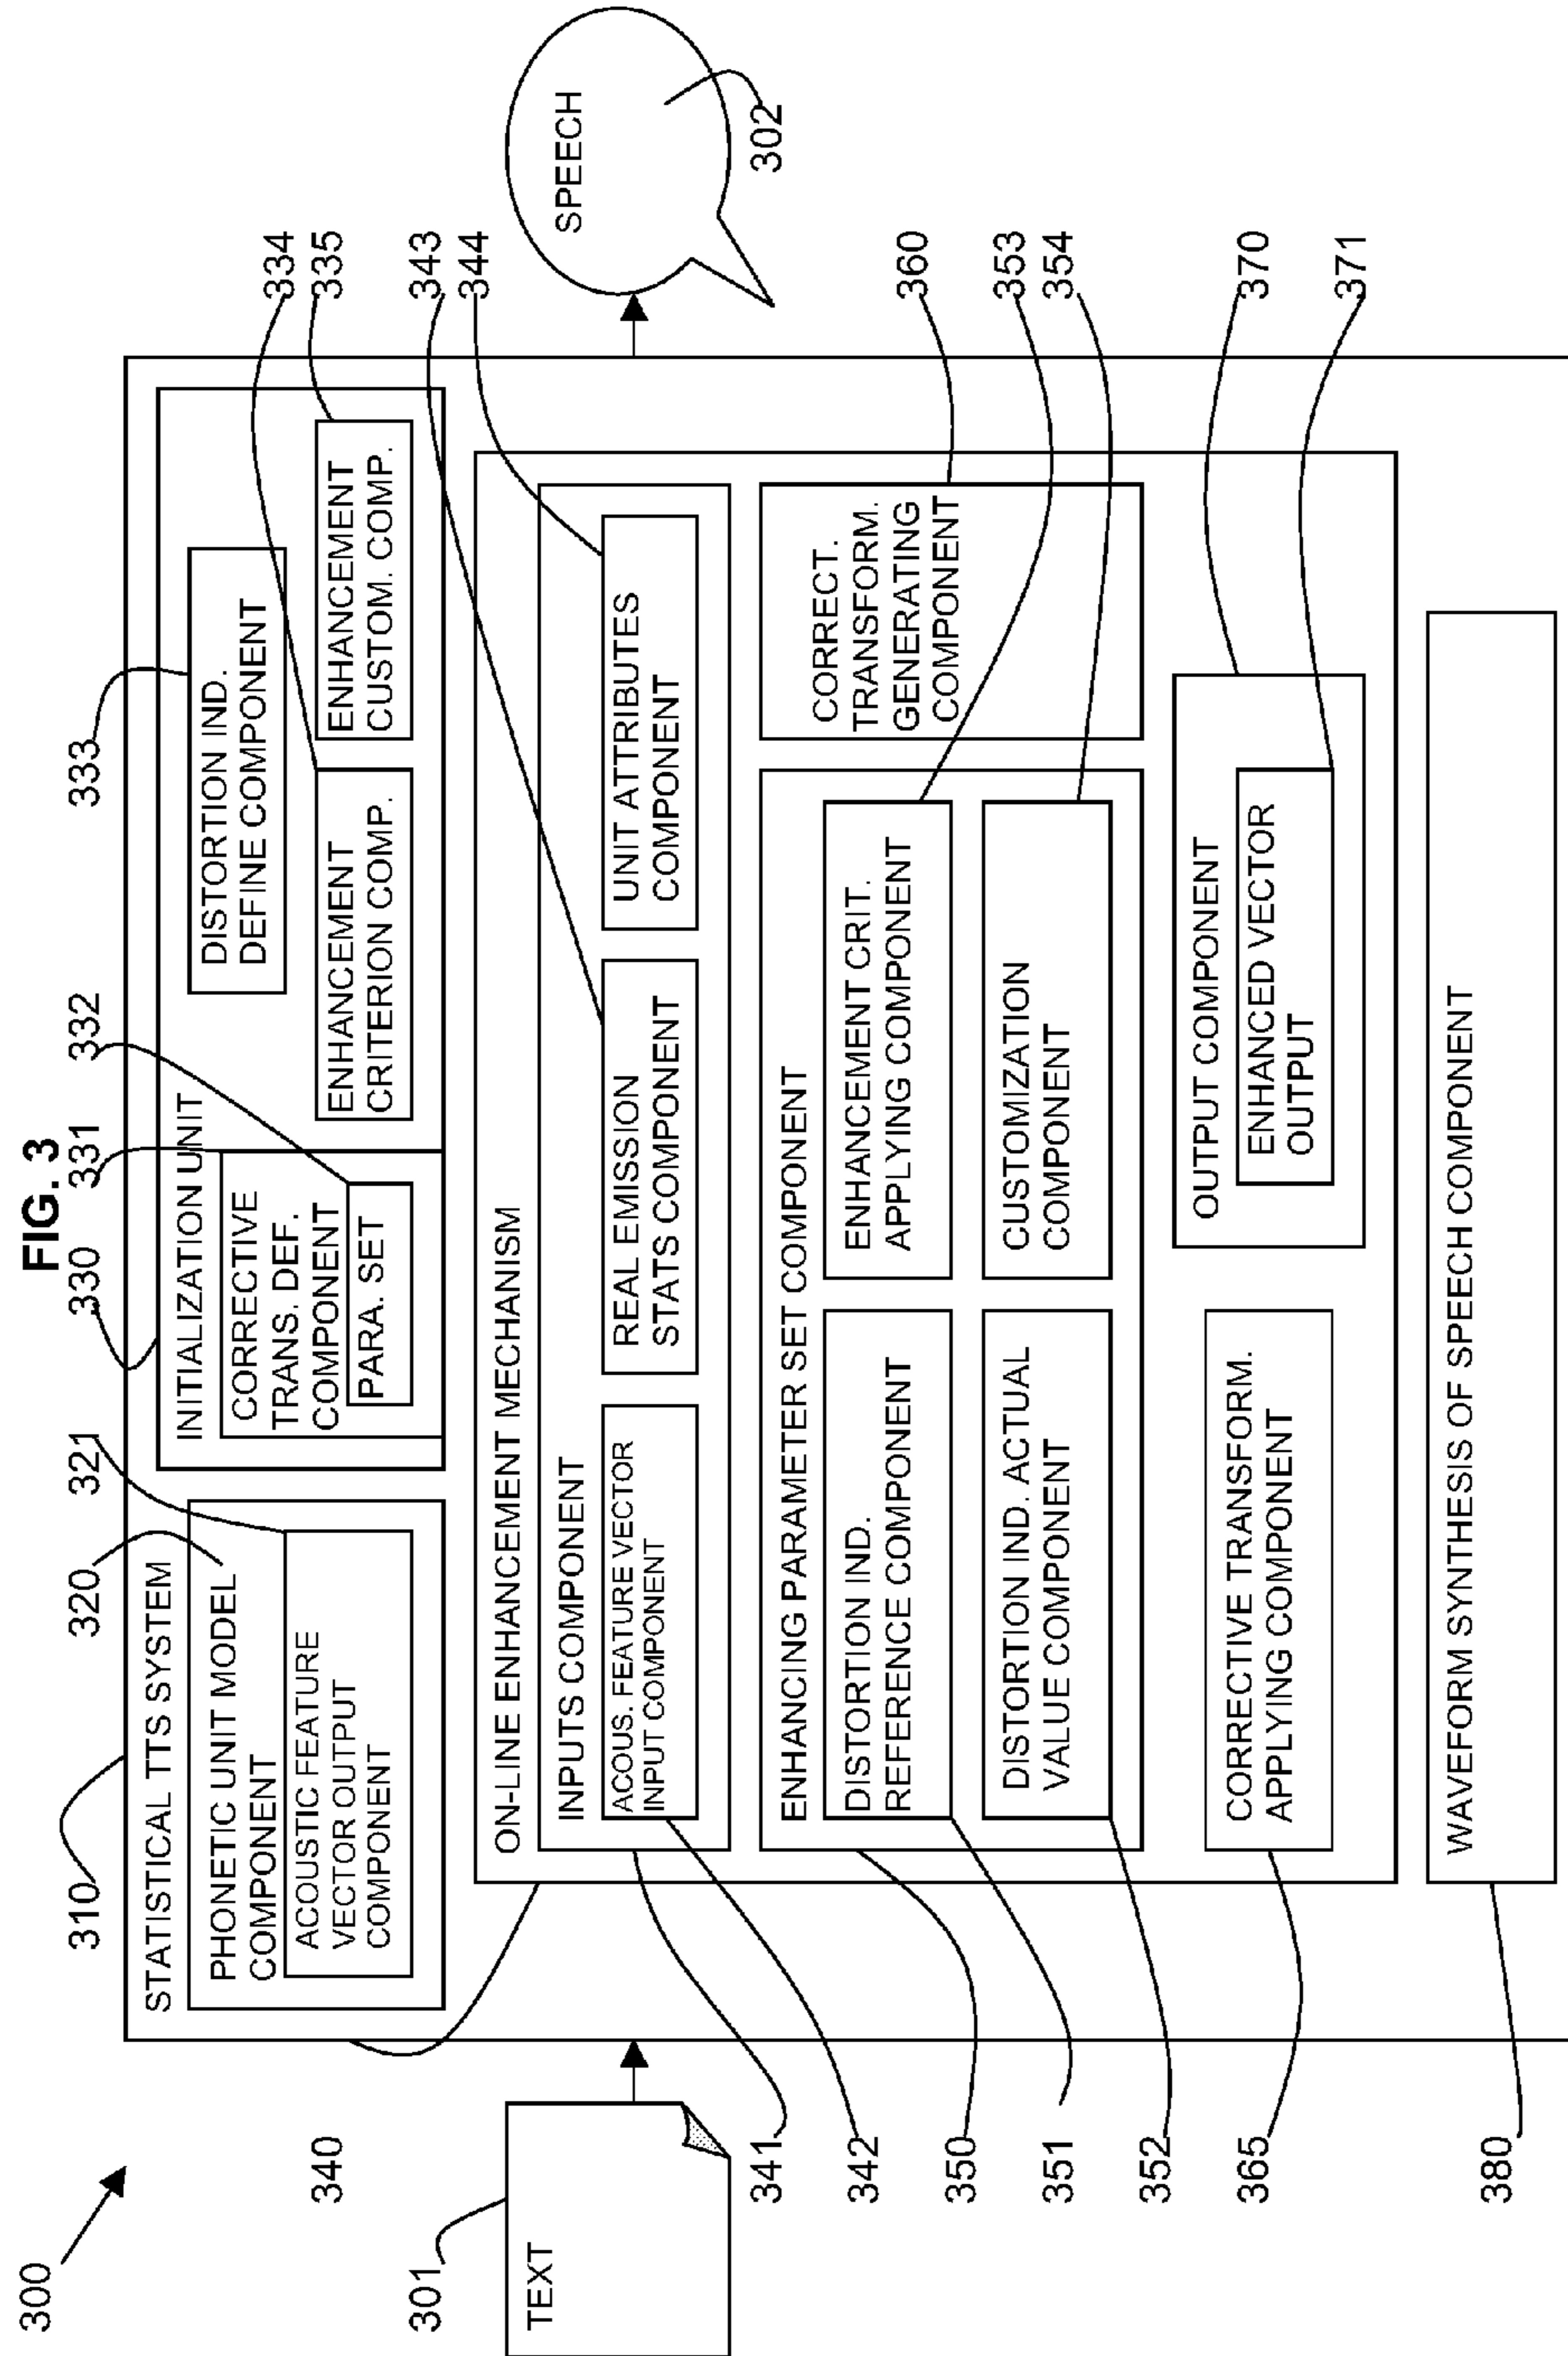 FIG. 3
300
310
320
321
330
331
332
333
STATISTICAL TTS SYSTEM
PHONETIC UNIT MODEL
COMPONENT
ACOUSTIC FEATURE
VECTOR OUTPUT
COMPONENT
INITIALIZATION UNIT
CORRECTIVE
TRANS. DEF.
COMPONENT
PARA. SET
DISTORTION IND.
DEFINE COMPONENT
ENHANCEMENT
CRITERION COMP.
ENHANCEMENT
CUSTOM. COMP.
334
335
340
343
344
301
TEXT
ON-LINE ENHANCEMENT MECHANISM
INPUTS COMPONENT
ACOUS. FEATURE VECTOR
INPUT COMPONENT
REAL EMISSION
STATS COMPONENT
UNIT ATTRIBUTES
COMPONENT
SPEECH
302
341
342
350
351
352
365
380
ENHANCING PARAMETER SET COMPONENT
DISTORTION IND.
REFERENCE COMPONENT
ENHANCEMENT CRIT.
APPLYING COMPONENT
DISTORTION IND. ACTUAL
VALUE COMPONENT
CUSTOMIZATION
COMPONENT
CORRECT.
TRANSFORM.
GENERATING
COMPONENT
360
353
354
370
371
CORRECTIVE TRANSFORM.
APPLYING COMPONENT
OUTPUT COMPONENT
ENHANCED VECTOR
OUTPUT
WAVEFORM SYNTHESIS OF SPEECH COMPONENT